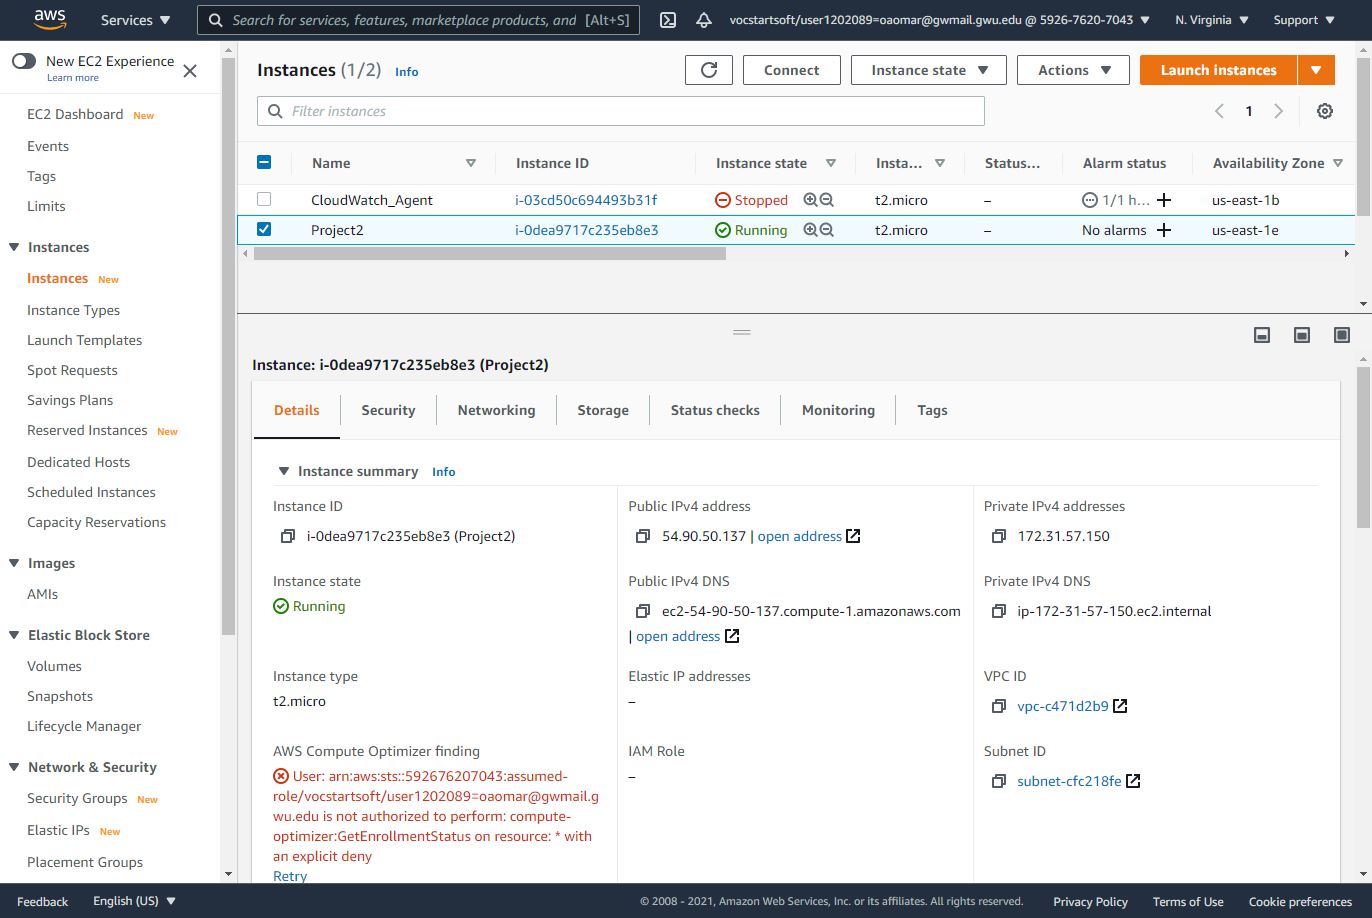 aws Services Search for services, features, marketplace products, and [Alt+S] vocstartsoft/user1202089=oaomar@gwmail.gwu.edu @ 5926-7620-7043 N. Virginia Support
New EC2 Experience
Learn more
EC2 Dashboard New
Events
Tags
Limits
Instances
Instances New
Instance Types
Launch Templates
Spot Requests
Savings Plans
Reserved Instances New
Dedicated Hosts
Scheduled Instances
Capacity Reservations
Images
AMIs
Elastic Block Store
Volumes
Snapshots
Lifecycle Manager
Network & Security
Security Groups New
Elastic IPs New
Placement Groups
Instances (1/2) Info Connect Instance state Actions Launch instances
Filter instances 1
Name Instance ID Instance state Insta... Status... Alarm status Availability Zone
CloudWatch_Agent i-03cd50c694493b31f Stopped t2.micro – 1/1 h... + us-east-1b
Project2 i-0dea9717c235eb8e3 Running t2.micro – No alarms + us-east-1e
Instance: i-0dea9717c235eb8e3 (Project2)
Details Security Networking Storage Status checks Monitoring Tags
Instance summary Info
Instance ID
i-0dea9717c235eb8e3 (Project2)
Public IPv4 address
54.90.50.137 | open address
Private IPv4 addresses
172.31.57.150
Instance state
Running
Public IPv4 DNS
ec2-54-90-50-137.compute-1.amazonaws.com
| open address
Private IPv4 DNS
ip-172-31-57-150.ec2.internal
Instance type
t2.micro
Elastic IP addresses
–
VPC ID
vpc-c471d2b9
AWS Compute Optimizer finding
User: arn:aws:sts::592676207043:assumed-
role/vocstartsoft/user1202089=oaomar@gwmail.g
wu.edu is not authorized to perform: compute-
optimizer:GetEnrollmentStatus on resource: * with
an explicit deny
Retry
IAM Role
–
Subnet ID
subnet-cfc218fe
Feedback English (US) © 2008 - 2021, Amazon Web Services, Inc. or its affiliates. All rights reserved. Privacy Policy Terms of Use Cookie preferences